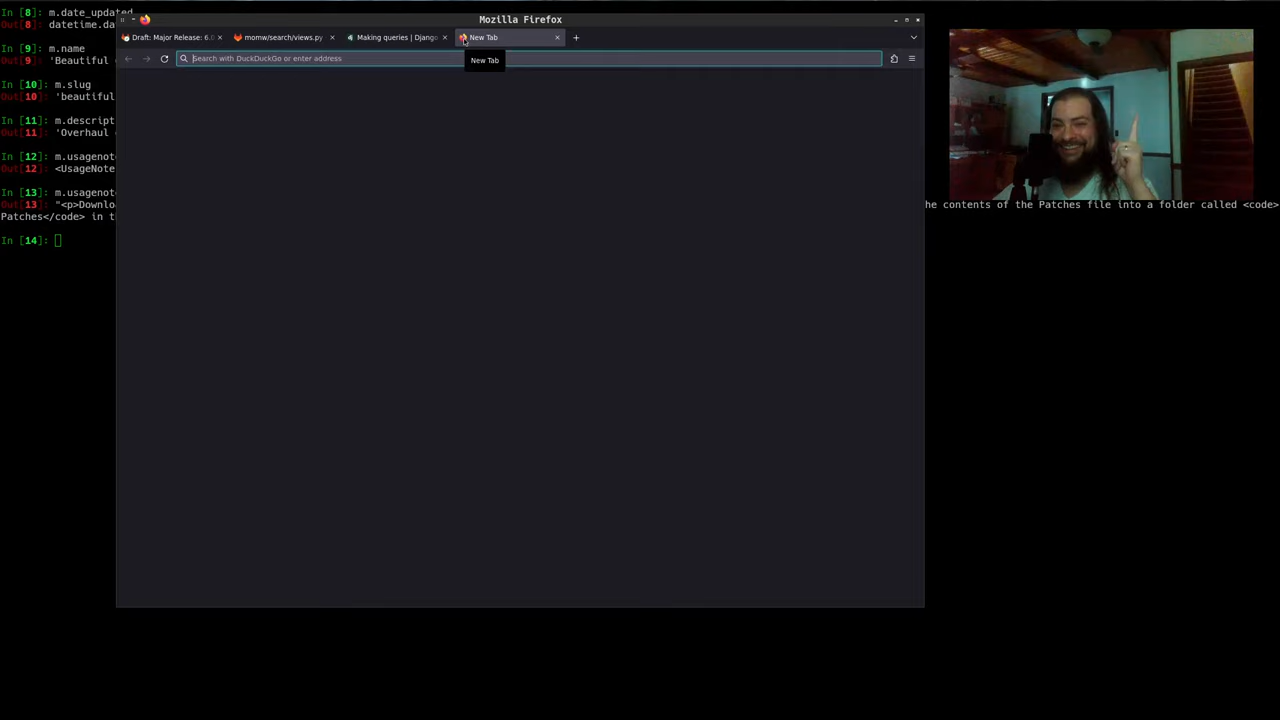 In [8]: m.date_updated
Out[8]: datetime.dat
In [9]: m.name
Out[9]: 'Beautiful
In [10]: m.slug
Out[10]: 'beautiful
In [11]: m.descript
Out[11]: 'Overhaul
In [12]: m.usagenot
Out[12]: <UsageNote
In [13]: m.usagenot
Out[13]: "<p>Downlo
he contents of the Patches file into a folder called <code>
Patches</code> in t
In [14]:
Mozilla Firefox
Draft: Major Release: 6.0
momw/search/views.py
Making queries | Django
New Tab
Search with DuckDuckGo or enter address
New Tab